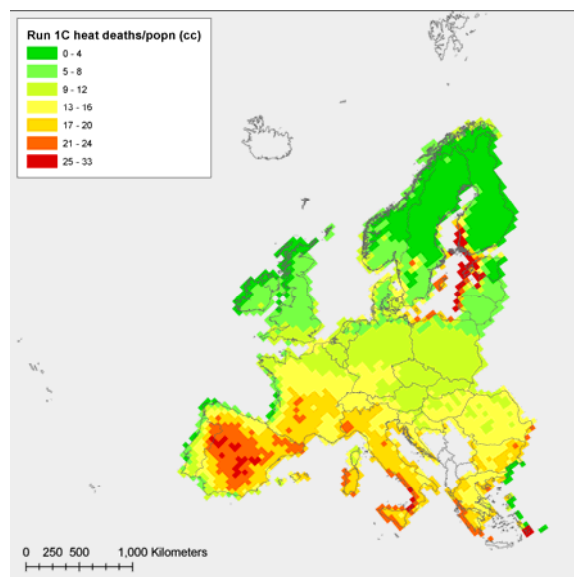 Run 1C heat deaths/popn (cc)
0 - 4
5 - 8
9 - 12
13 - 16
17 - 20
21 - 24
25 - 33
0 250 500 1,000 Kilometers